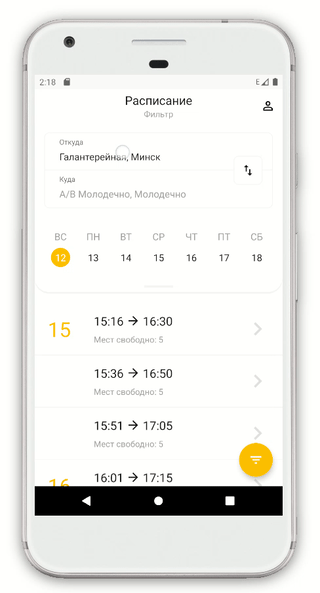 2:18 E
Расписание
Фильтр
Откуда
Галантерейная, Минск
Куда
А/В Молодечно, Молодечно
ВС ПН ВТ СР ЧТ ПТ СБ
12 13 14 15 16 17 18
15 15:16 → 16:30
Мест свободно: 5
15:36 → 16:50
Мест свободно: 5
15:51 → 17:05
Мест свободно: 5
16 16:01 → 17:15